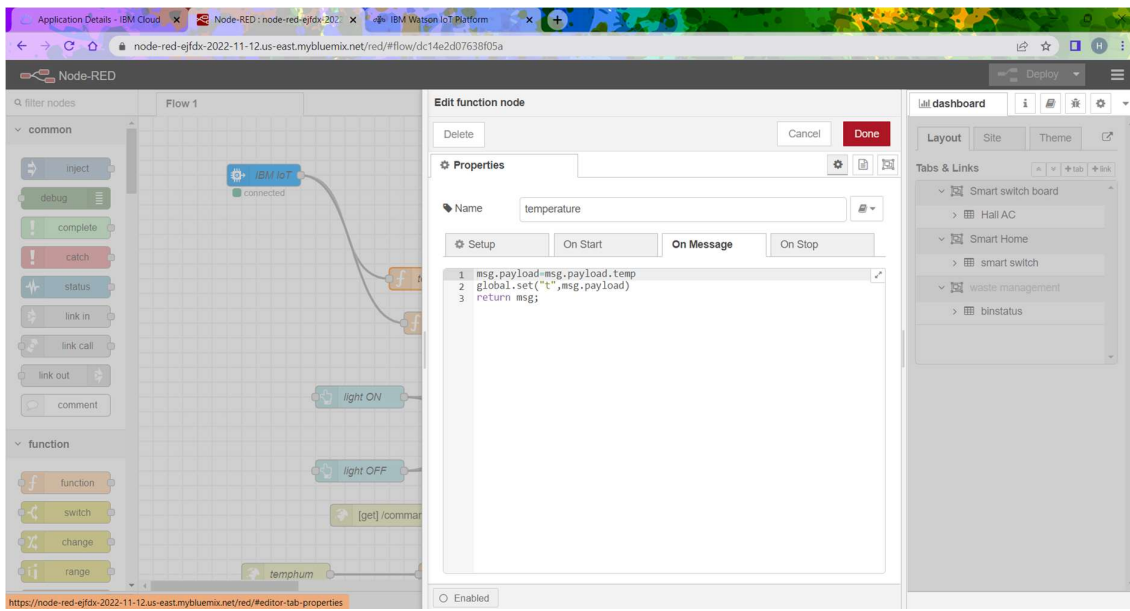 Application Details - IBM Cloud
Node-RED : node-red-ejfdx-202
IBM Watson IoT Platform
node-red-ejfdx-2022-11-12.us-east.mybluemix.net/red/#flow/dc14e2d07638f05a
H
Node-RED
Deploy
filter nodes
Flow 1
Edit function node
dashboard
common
Delete
Cancel
Done
Layout
Site
Theme
inject
IBM IoT
Properties
Tabs & Links
tab
link
debug
connected
Smart switch board
complete
Name
temperature
Hall AC
catch
Setup
On Start
On Message
On Stop
Smart Home
status
1 msg.payload=msg.payload.temp
2 global.set("t",msg.payload)
3 return msg;
smart switch
link in
waste management
link call
binstatus
link out
comment
light ON
function
light OFF
function
switch
[get] /commar
change
range
temphum
Enabled
https://node-red-ejfdx-2022-11-12.us-east.mybluemix.net/red/#editor-tab-properties